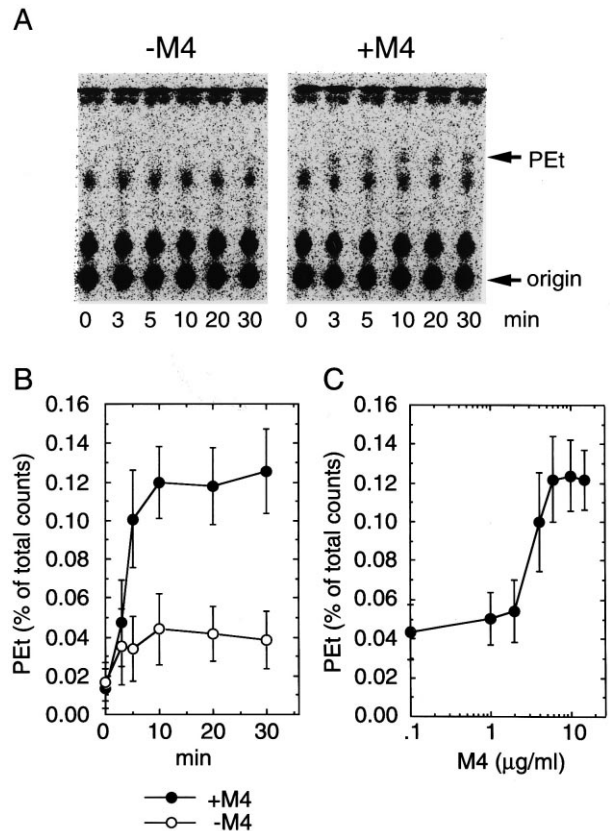 A
-M4 +M4
PEt
origin
0 3 5 10 20 30 0 3 5 10 20 30 min
B
0.16
0.14
0.12
0.10
0.08
0.06
0.04
0.02
0.00
PEt (% of total counts)
0 10 20 30
min
+M4
-M4
C
0.16
0.14
0.12
0.10
0.08
0.06
0.04
0.02
0.00
PEt (% of total counts)
.1 1 10
M4 (μg/ml)